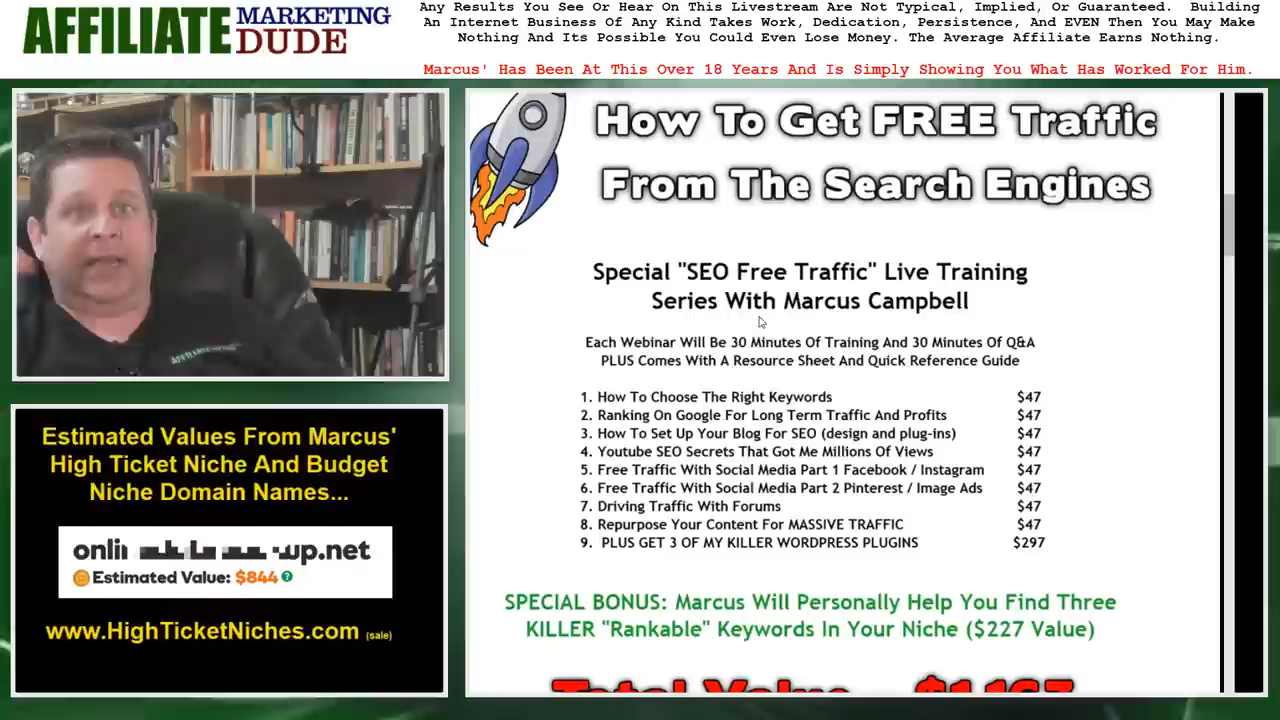 AFFILIATE MARKETING DUDE
Any Results You See Or Hear On This Livestream Are Not Typical, Implied, Or Guaranteed. Building
An Internet Business Of Any Kind Takes Work, Dedication, Persistence, And EVEN Then You May Make
Nothing And Its Possible You Could Even Lose Money. The Average Affiliate Earns Nothing.
Marcus' Has Been At This Over 18 Years And Is Simply Showing You What Has Worked For Him.
How To Get FREE Traffic
From The Search Engines
Special "SEO Free Traffic" Live Training
Series With Marcus Campbell
Each Webinar Will Be 30 Minutes Of Training And 30 Minutes Of Q&A
PLUS Comes With A Resource Sheet And Quick Reference Guide
1. How To Choose The Right Keywords $47
2. Ranking On Google For Long Term Traffic And Profits $47
3. How To Set Up Your Blog For SEO (design and plug-ins) $47
4. Youtube SEO Secrets That Got Me Millions Of Views $47
5. Free Traffic With Social Media Part 1 Facebook / Instagram $47
6. Free Traffic With Social Media Part 2 Pinterest / Image Ads $47
7. Driving Traffic With Forums $47
8. Repurpose Your Content For MASSIVE TRAFFIC $47
9. PLUS GET 3 OF MY KILLER WORDPRESS PLUGINS $297
SPECIAL BONUS: Marcus Will Personally Help You Find Three
KILLER "Rankable" Keywords In Your Niche ($227 Value)
Total Value
Estimated Values From Marcus'
High Ticket Niche And Budget
Niche Domain Names...
Estimated Value: $844
www.HighTicketNiches.com (sale)